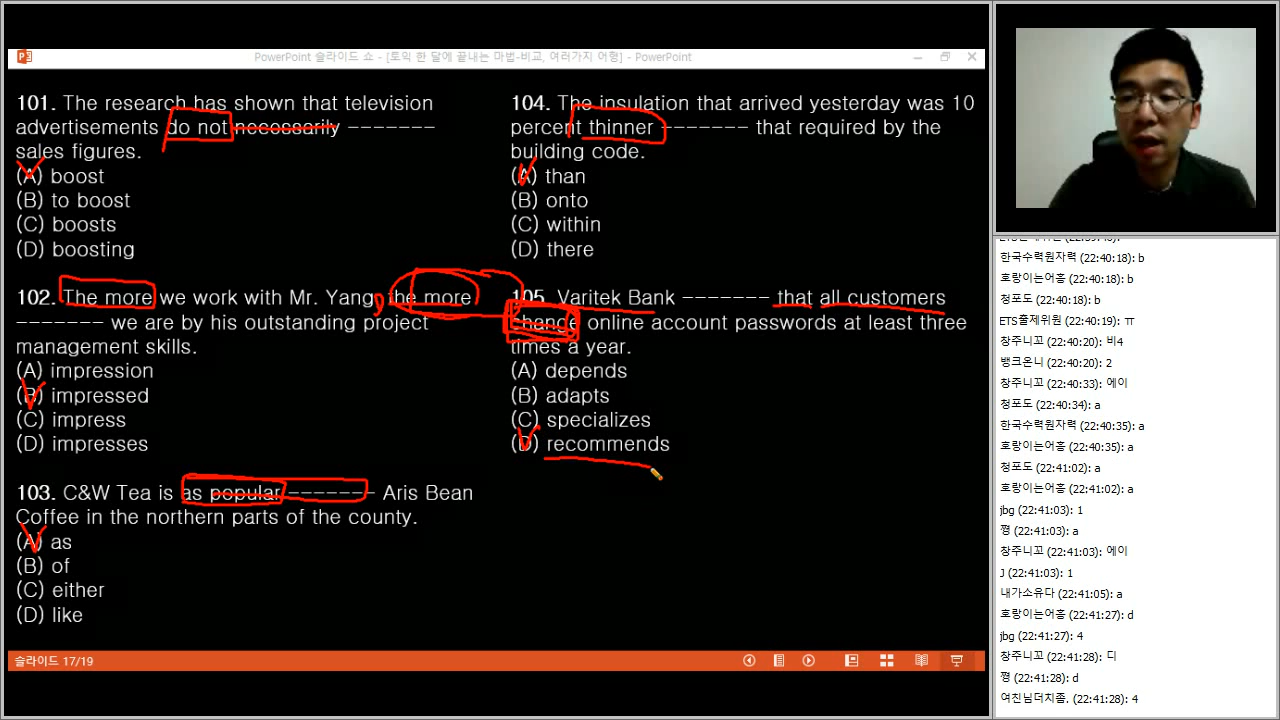 PowerPoint 슬라이드 쇼 - [토익 한 달에 끝내는 마법-비교, 여러가지 어형] - PowerPoint
101. The research has shown that television
advertisements do not necessarily -------
sales figures.
(A) boost
(B) to boost
(C) boosts
(D) boosting
102. The more we work with Mr. Yang, the more
------- we are by his outstanding project
management skills.
(A) impression
(B) impressed
(C) impress
(D) impresses
103. C&W Tea is as popular ------- Aris Bean
Coffee in the northern parts of the county.
(A) as
(B) of
(C) either
(D) like
104. The insulation that arrived yesterday was 10
percent thinner ------- that required by the
building code.
(A) than
(B) onto
(C) within
(D) there
105. Varitek Bank ------- that all customers
change online account passwords at least three
times a year.
(A) depends
(B) adapts
(C) specializes
(D) recommends
슬라이드 17/19
한국수력원자력 (22:40:18): b
호랑이는어흥 (22:40:18): b
청포도 (22:40:18): b
ETS출제위원 (22:40:19): ㅠ
창주니꼬 (22:40:20): 비4
뱅크온니 (22:40:20): 2
창주니꼬 (22:40:33): 에이
청포도 (22:40:34): a
한국수력원자력 (22:40:35): a
호랑이는어흥 (22:40:35): a
청포도 (22:41:02): a
호랑이는어흥 (22:41:02): a
jbg (22:41:03): 1
쪙 (22:41:03): a
창주니꼬 (22:41:03): 에이
J (22:41:03): 1
내가소유다 (22:41:05): a
호랑이는어흥 (22:41:27): d
jbg (22:41:27): 4
창주니꼬 (22:41:28): 디
쪙 (22:41:28): d
여친님더치좀. (22:41:28): 4